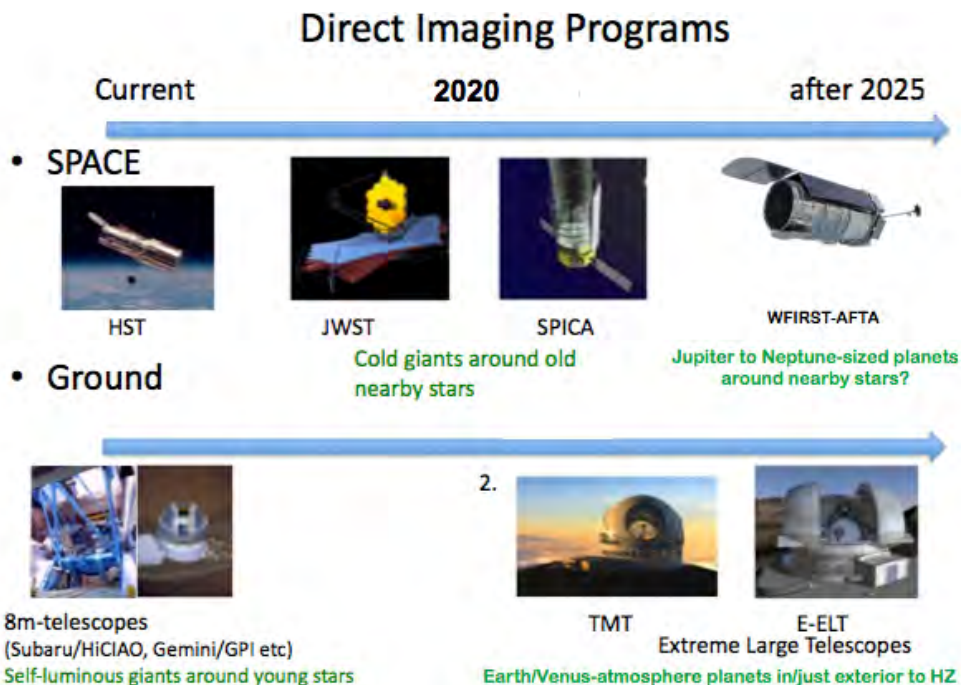 Direct Imaging Programs
Current 2020 after 2025
• SPACE
HST JWST SPICA WFIRST-AFTA
Cold giants around old
nearby stars
Jupiter to Neptune-sized planets
around nearby stars?
• Ground
2.
8m-telescopes
(Subaru/HiCIAO, Gemini/GPI etc)
Self-luminous giants around young stars
TMT E-ELT
Extreme Large Telescopes
Earth/Venus-atmosphere planets in/just exterior to HZ